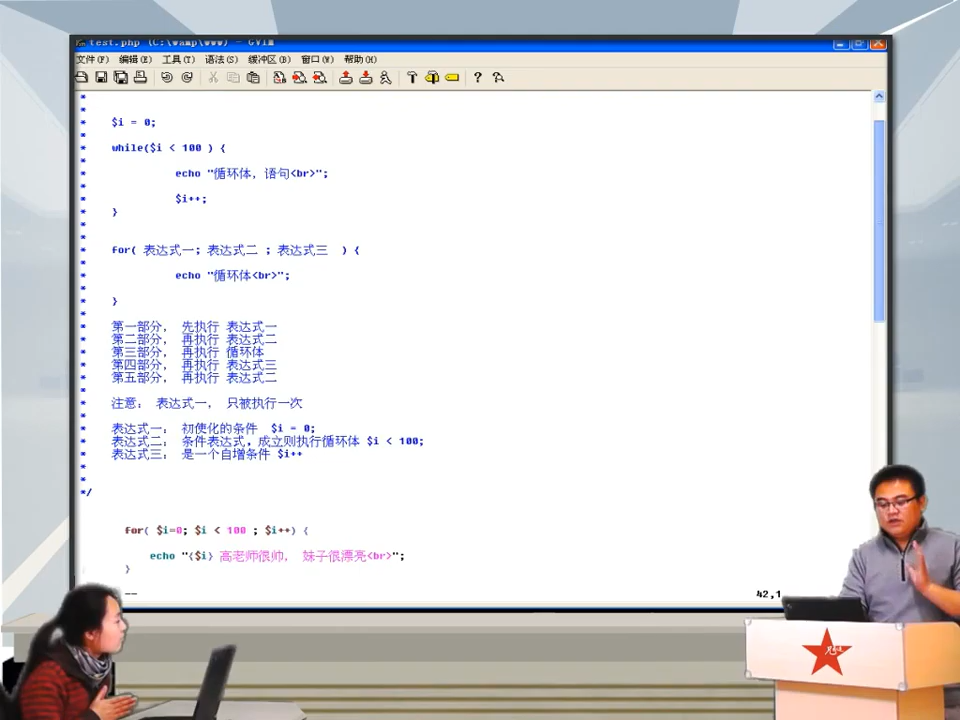 test.php (C:\wamp\www) - GVIM
文件(F) 编辑(E) 工具(T) 语法(S) 缓冲区(B) 窗口(W) 帮助(H)
*
*
* $i = 0;
*
* while($i < 100 ) {
*
* echo "循环体，语句<br>";
*
* $i++;
* }
*
*
* for( 表达式一; 表达式二 ; 表达式三 ) {
*
* echo "循环体<br>";
*
* }
*
* 第一部分， 先执行 表达式一
* 第二部分， 再执行 表达式二
* 第三部分， 再执行 循环体
* 第四部分， 再执行 表达式三
* 第五部分， 再执行 表达式二
*
* 注意： 表达式一， 只被执行一次
*
* 表达式一： 初使化的条件 $i = 0;
* 表达式二： 条件表达式，成立则执行循环体 $i < 100;
* 表达式三： 是一个自增条件 $i++
*
*
*/
for( $i=0; $i < 100 ; $i++) {
echo "{$i} 高老师很帅， 妹子很漂亮<br>";
}
--
42,1